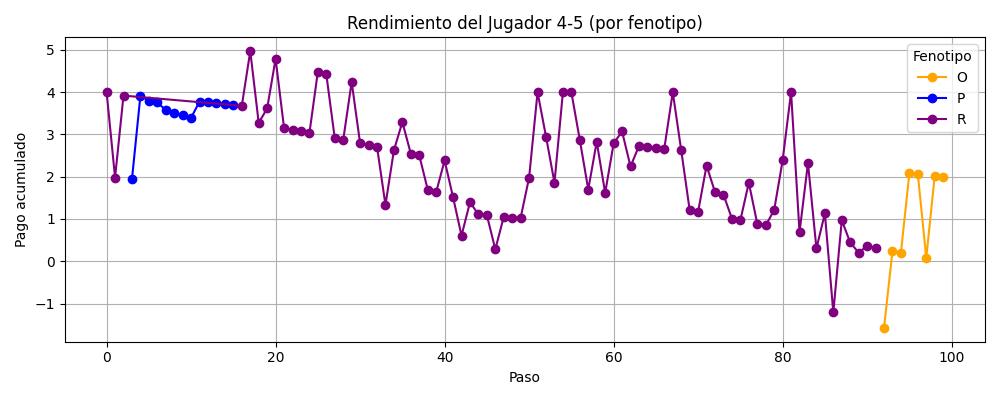 Rendimiento del Jugador 4-5 (por fenotipo)
Pago acumulado
5
4
3
2
1
0
−1
Fenotipo
O
P
R
0 20 40 60 80 100
Paso